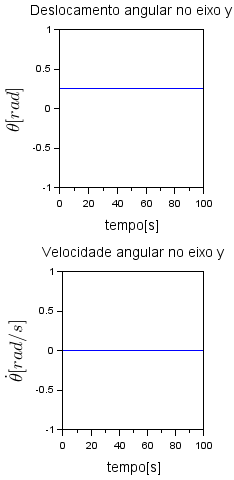 Deslocamento angular no eixo y
1
0.5
0
-0.5
-1
θ[rad]
0 20 40 60 80 100
tempo[s]
Velocidade angular no eixo y
1
0.5
0
-0.5
-1
θ̇[rad/s]
0 20 40 60 80 100
tempo[s]